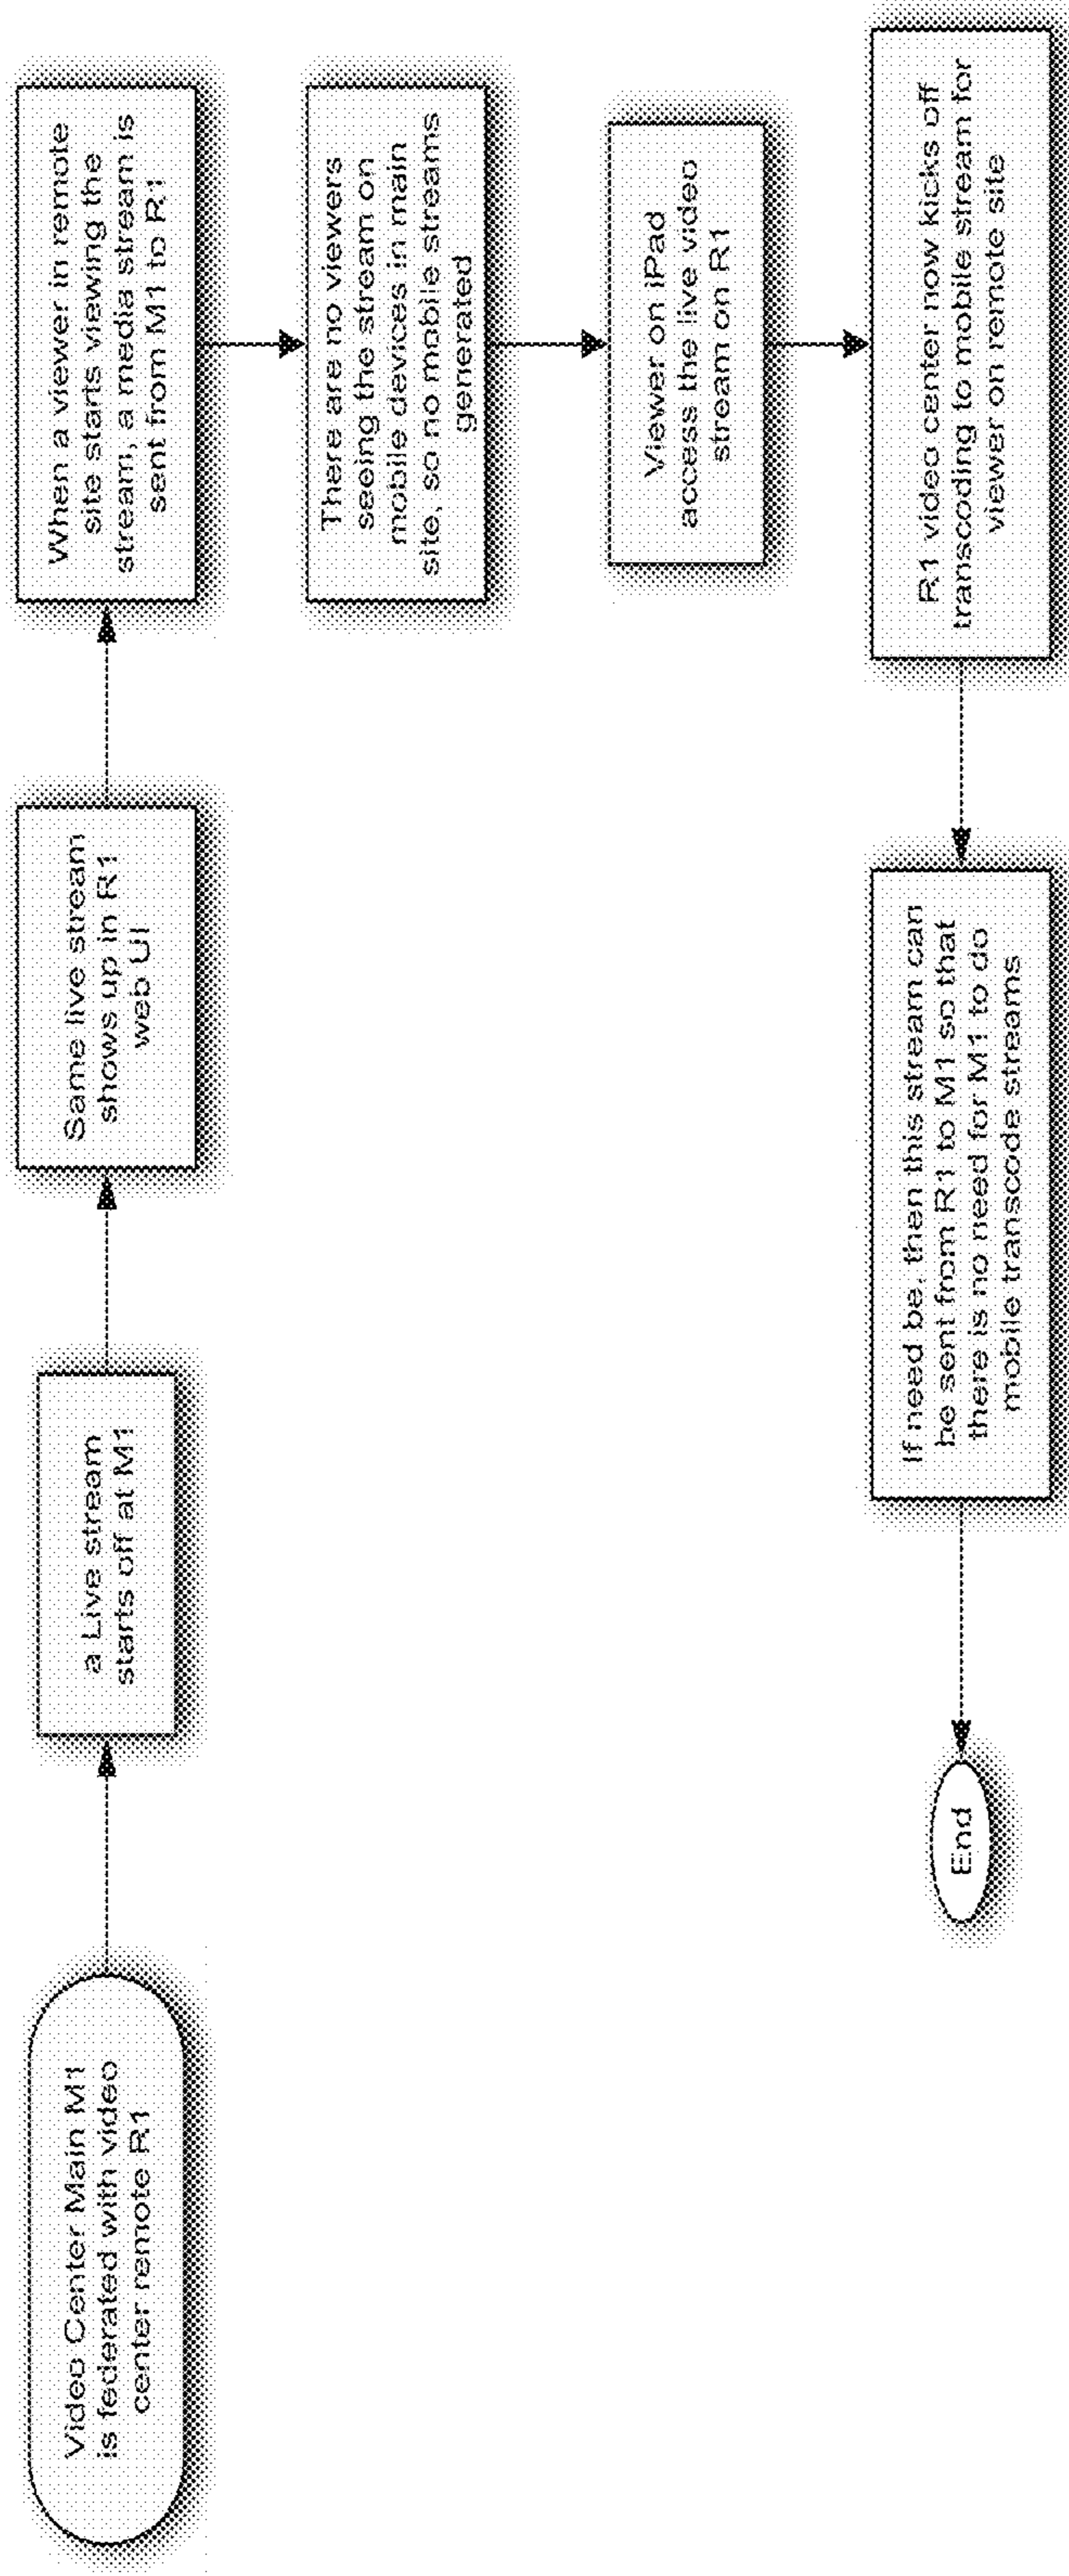 Video Center Main M1
is federated with video
center remote R1
a Live stream
starts off at M1
Same live stream
shows up in R1
web UI
When a viewer in remote
site starts viewing the
stream, a media stream is
sent from M1 to R1
There are no viewers
seeing the stream on
mobile devices in main
site, so no mobile streams
generated
Viewer on iPad
access the live video
stream on R1
R1 video center now kicks off
transcoding to mobile stream for
viewer on remote site
If need be, then this stream can
be sent from R1 to M1 so that
there is no need for M1 to do
mobile transcode streams
End